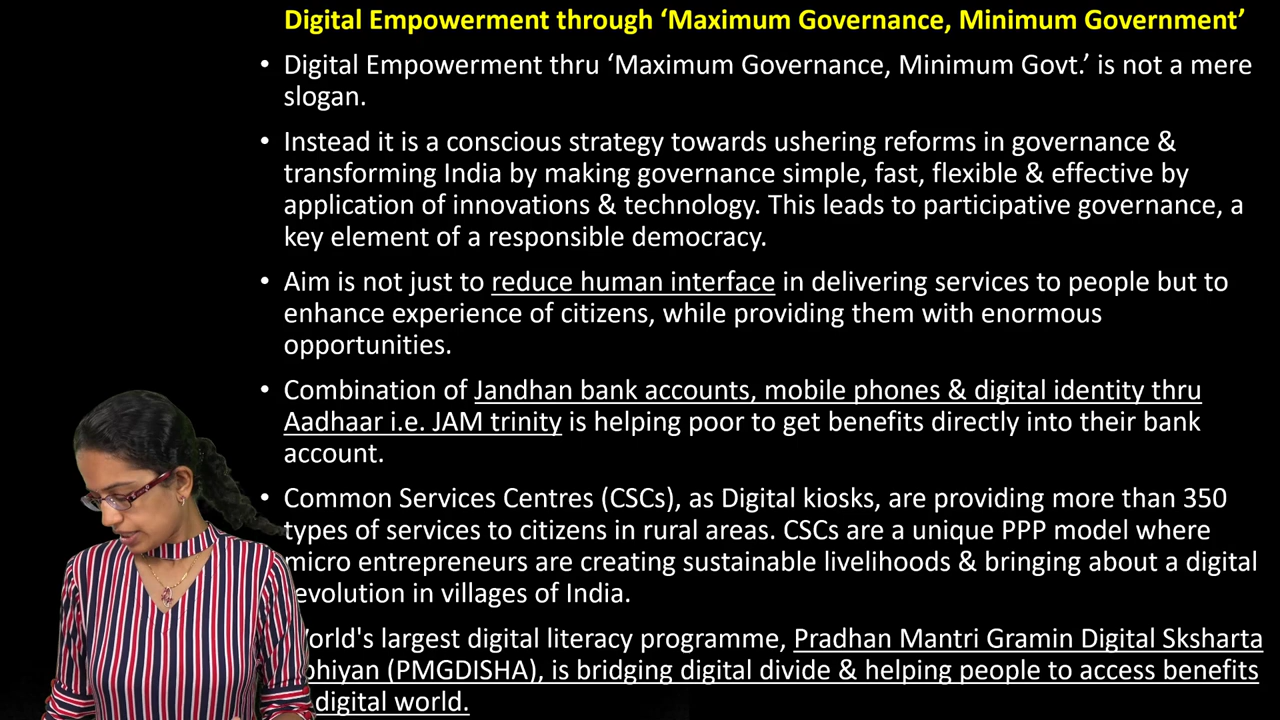 Digital Empowerment through ‘Maximum Governance, Minimum Government’
• Digital Empowerment thru ‘Maximum Governance, Minimum Govt.’ is not a mere
slogan.
• Instead it is a conscious strategy towards ushering reforms in governance &
transforming India by making governance simple, fast, flexible & effective by
application of innovations & technology. This leads to participative governance, a
key element of a responsible democracy.
• Aim is not just to reduce human interface in delivering services to people but to
enhance experience of citizens, while providing them with enormous
opportunities.
• Combination of Jandhan bank accounts, mobile phones & digital identity thru
Aadhaar i.e. JAM trinity is helping poor to get benefits directly into their bank
account.
• Common Services Centres (CSCs), as Digital kiosks, are providing more than 350
types of services to citizens in rural areas. CSCs are a unique PPP model where
micro entrepreneurs are creating sustainable livelihoods & bringing about a digital
evolution in villages of India.
World's largest digital literacy programme, Pradhan Mantri Gramin Digital Sksharta
(PMGDISHA), is bridging digital divide & helping people to access benefits
digital world.